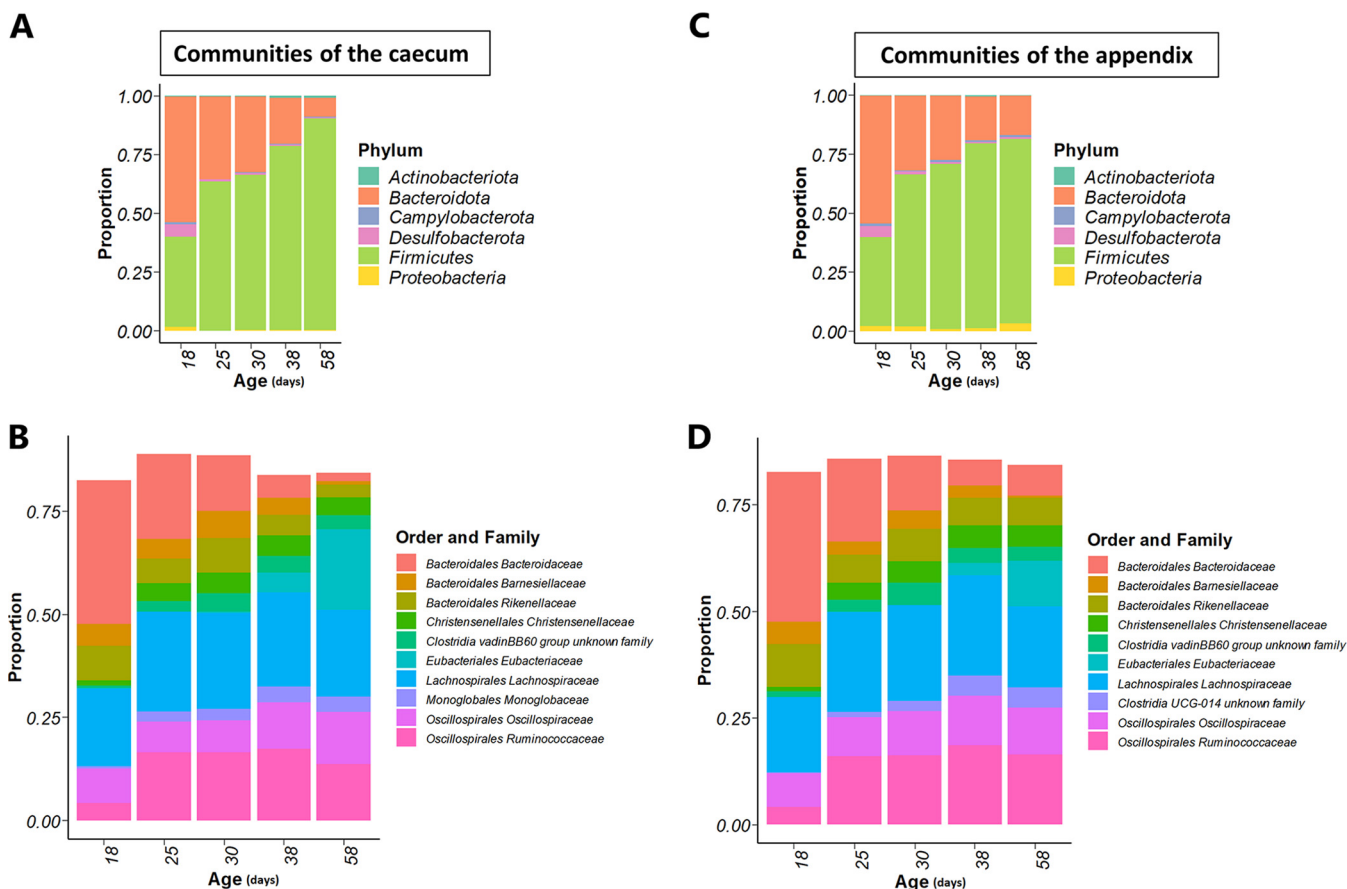 A
Communities of the caecum
1.00
0.75
0.50
0.25
0.00
Proportion
18
25
30
38
58
Age (days)
Phylum
Actinobacteriota
Bacteroidota
Campylobacterota
Desulfobacterota
Firmicutes
Proteobacteria
C
Communities of the appendix
1.00
0.75
0.50
0.25
0.00
Proportion
18
25
30
38
58
Age (days)
Phylum
Actinobacteriota
Bacteroidota
Campylobacterota
Desulfobacterota
Firmicutes
Proteobacteria
B
0.75
0.50
0.25
0.00
Proportion
18
25
30
38
58
Age (days)
Order and Family
Bacteroidales Bacteroidaceae
Bacteroidales Barnesiellaceae
Bacteroidales Rikenellaceae
Christensenellales Christensenellaceae
Clostridia vadinBB60 group unknown family
Eubacteriales Eubacteriaceae
Lachnospirales Lachnospiraceae
Monoglobales Monoglobaceae
Oscillospirales Oscillospiraceae
Oscillospirales Ruminococcaceae
D
0.75
0.50
0.25
0.00
Proportion
18
25
30
38
58
Age (days)
Order and Family
Bacteroidales Bacteroidaceae
Bacteroidales Barnesiellaceae
Bacteroidales Rikenellaceae
Christensenellales Christensenellaceae
Clostridia vadinBB60 group unknown family
Eubacteriales Eubacteriaceae
Lachnospirales Lachnospiraceae
Clostridia UCG-014 unknown family
Oscillospirales Oscillospiraceae
Oscillospirales Ruminococcaceae